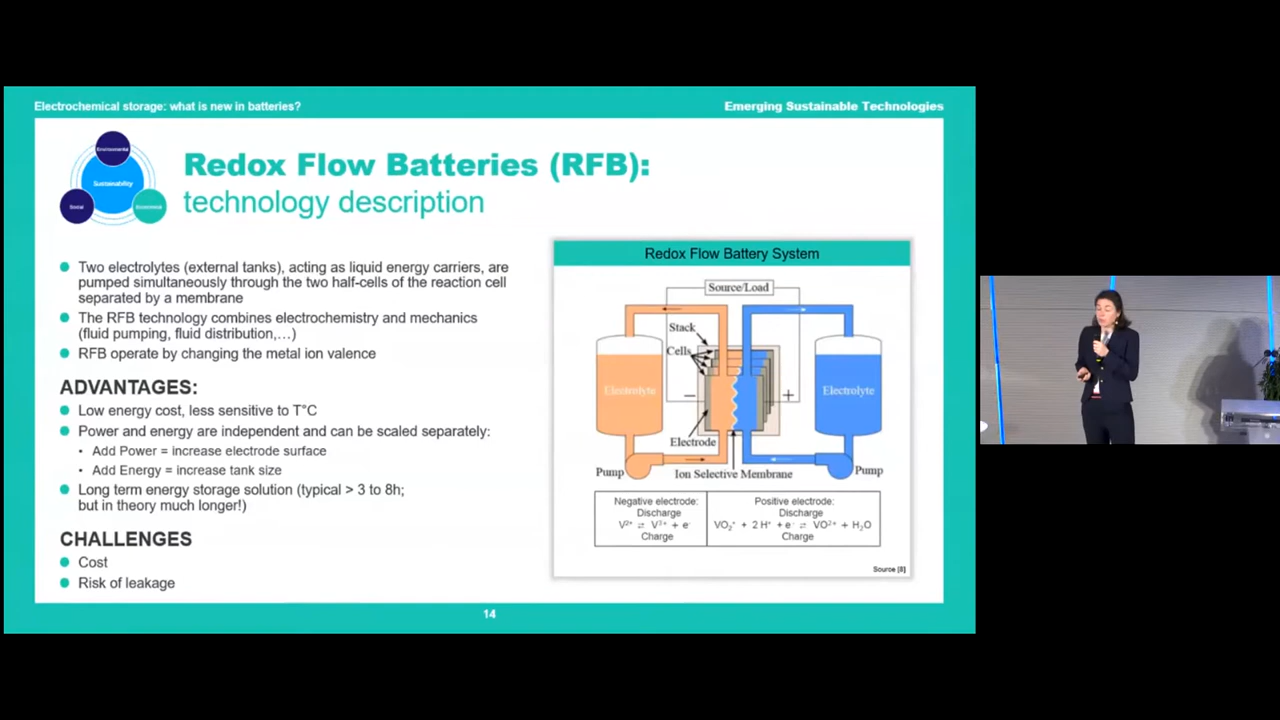 Electrochemical storage: what is new in batteries?
Emerging Sustainable Technologies
Environmental
Sustainability
Social
Economical
Redox Flow Batteries (RFB):
technology description
Two electrolytes (external tanks), acting as liquid energy carriers, are
pumped simultaneously through the two half-cells of the reaction cell
separated by a membrane
The RFB technology combines electrochemistry and mechanics
(fluid pumping, fluid distribution,…)
RFB operate by changing the metal ion valence
ADVANTAGES:
Low energy cost, less sensitive to T°C
Power and energy are independent and can be scaled separately:
Add Power = increase electrode surface
Add Energy = increase tank size
Long term energy storage solution (typical > 3 to 8h;
but in theory much longer!)
CHALLENGES
Cost
Risk of leakage
Redox Flow Battery System
Source/Load
Stack
Cells
Electrolyte
Electrolyte
− +
Electrode
Pump
Ion Selective Membrane
Pump
Negative electrode:
Discharge
V²⁺ ⇌ V³⁺ + e⁻
Charge
Positive electrode:
Discharge
VO₂⁺ + 2 H⁺ + e⁻ ⇌ VO²⁺ + H₂O
Charge
Source [8]
14